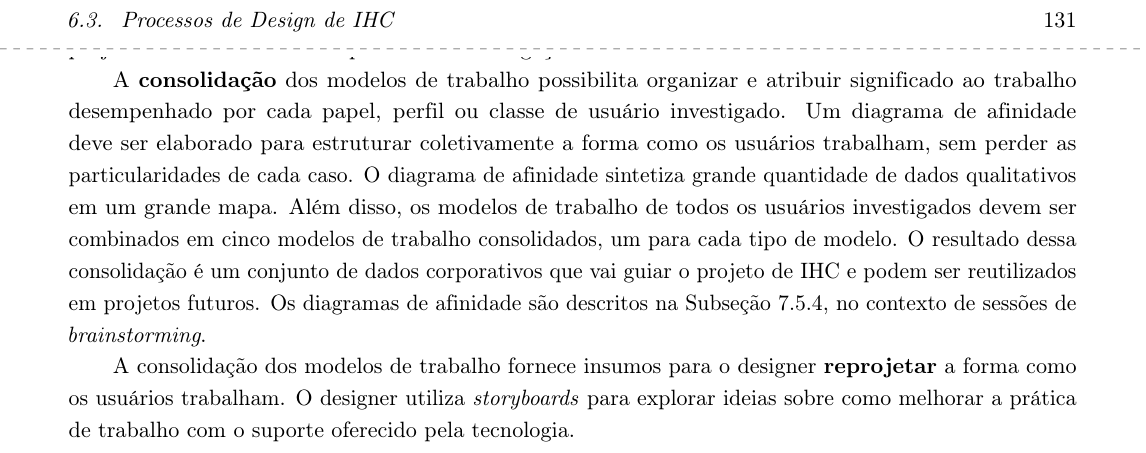 6.3. Processos de Design de IHC 131
A consolidação dos modelos de trabalho possibilita organizar e atribuir significado ao trabalho
desempenhado por cada papel, perfil ou classe de usuário investigado. Um diagrama de afinidade
deve ser elaborado para estruturar coletivamente a forma como os usuários trabalham, sem perder as
particularidades de cada caso. O diagrama de afinidade sintetiza grande quantidade de dados qualitativos
em um grande mapa. Além disso, os modelos de trabalho de todos os usuários investigados devem ser
combinados em cinco modelos de trabalho consolidados, um para cada tipo de modelo. O resultado dessa
consolidação é um conjunto de dados corporativos que vai guiar o projeto de IHC e podem ser reutilizados
em projetos futuros. Os diagramas de afinidade são descritos na Subseção 7.5.4, no contexto de sessões de
brainstorming.
A consolidação dos modelos de trabalho fornece insumos para o designer reprojetar a forma como
os usuários trabalham. O designer utiliza storyboards para explorar ideias sobre como melhorar a prática
de trabalho com o suporte oferecido pela tecnologia.